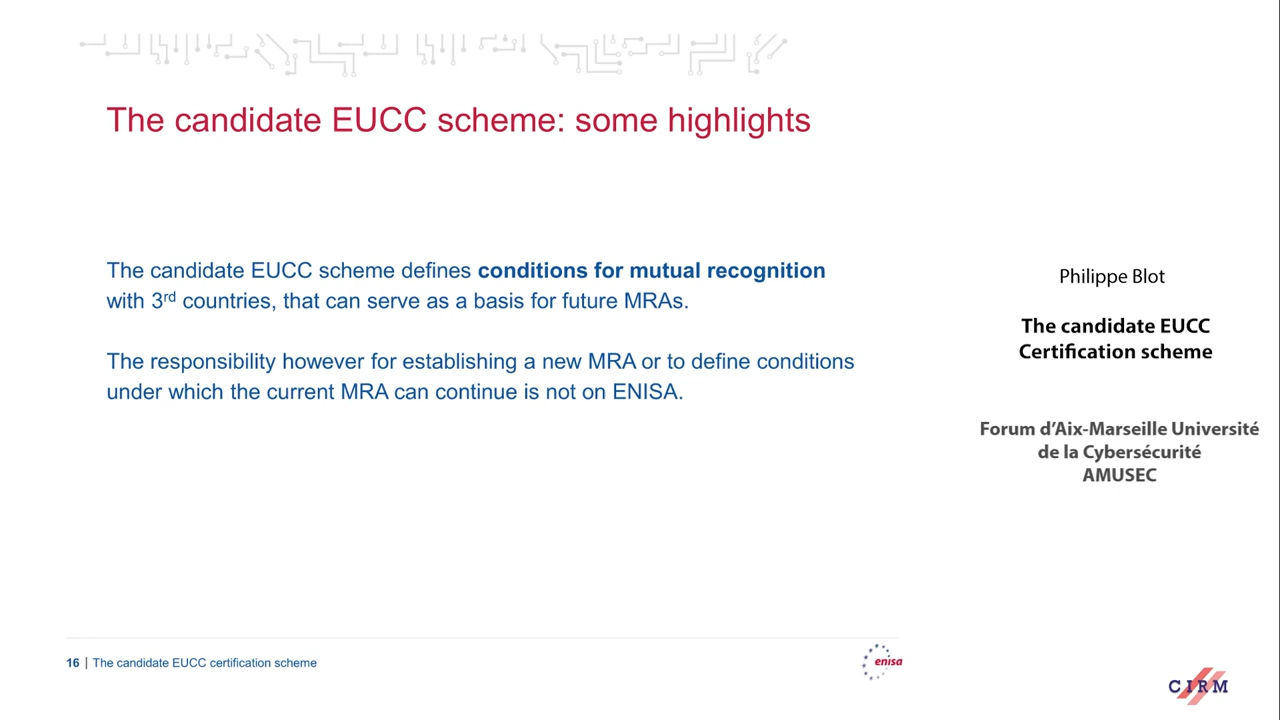 The candidate EUCC scheme: some highlights
The candidate EUCC scheme defines conditions for mutual recognition
with 3rd countries, that can serve as a basis for future MRAs.
The responsibility however for establishing a new MRA or to define conditions
under which the current MRA can continue is not on ENISA.
16 | The candidate EUCC certification scheme
enisa
Philippe Blot
The candidate EUCC
Certification scheme
Forum d’Aix-Marseille Université
de la Cybersécurité
AMUSEC
CIRM